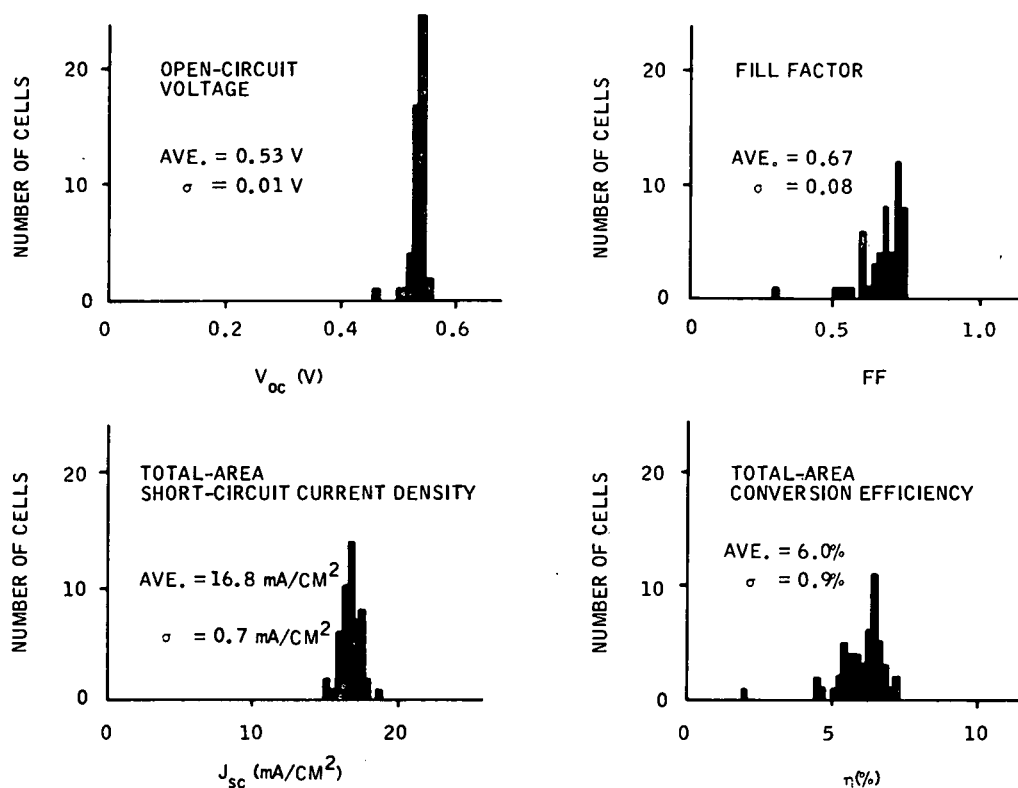 NUMBER OF CELLS
20
10
0
OPEN-CIRCUIT
VOLTAGE
AVE. = 0.53 V
σ = 0.01 V
0 0.2 0.4 0.6
Voc (V)
NUMBER OF CELLS
20
10
0
FILL FACTOR
AVE. = 0.67
σ = 0.08
0 0.5 1.0
FF
NUMBER OF CELLS
20
10
0
TOTAL-AREA
SHORT-CIRCUIT CURRENT DENSITY
AVE. = 16.8 mA/CM²
σ = 0.7 mA/CM²
0 10 20
Jsc (mA/CM²)
NUMBER OF CELLS
20
10
0
TOTAL-AREA
CONVERSION EFFICIENCY
AVE. = 6.0%
σ = 0.9%
0 5 10
η(%)